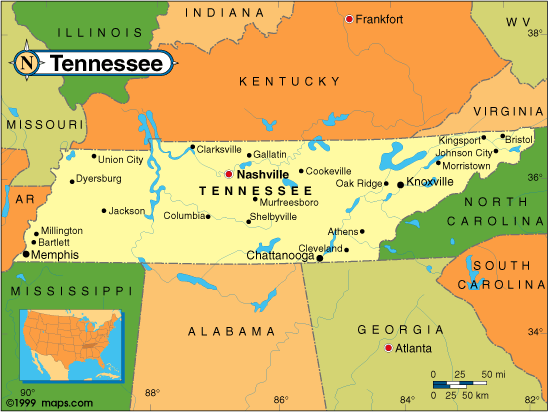 INDIANA
Frankfort
WV
38°
ILLINOIS
N
Tennessee
KENTUCKY
VIRGINIA
MISSOURI
Kingsport
Bristol
Clarksville
Johnson City
Union City
Gallatin
36°
Morristown
Nashville
Cookeville
Dyersburg
Oak Ridge
Knoxville
TENNESSEE
AR
Murfreesboro
NORTH
CAROLINA
Jackson
Columbia
Shelbyville
Millington
Athens
Bartlett
Cleveland
Memphis
Chattanooga
SOUTH
CAROLINA
MISSISSIPPI
ALABAMA
GEORGIA
34°
Atlanta
0 25 50 mi
0 25 50 km
90°
88°
86°
84°
82°
©1999 maps.com